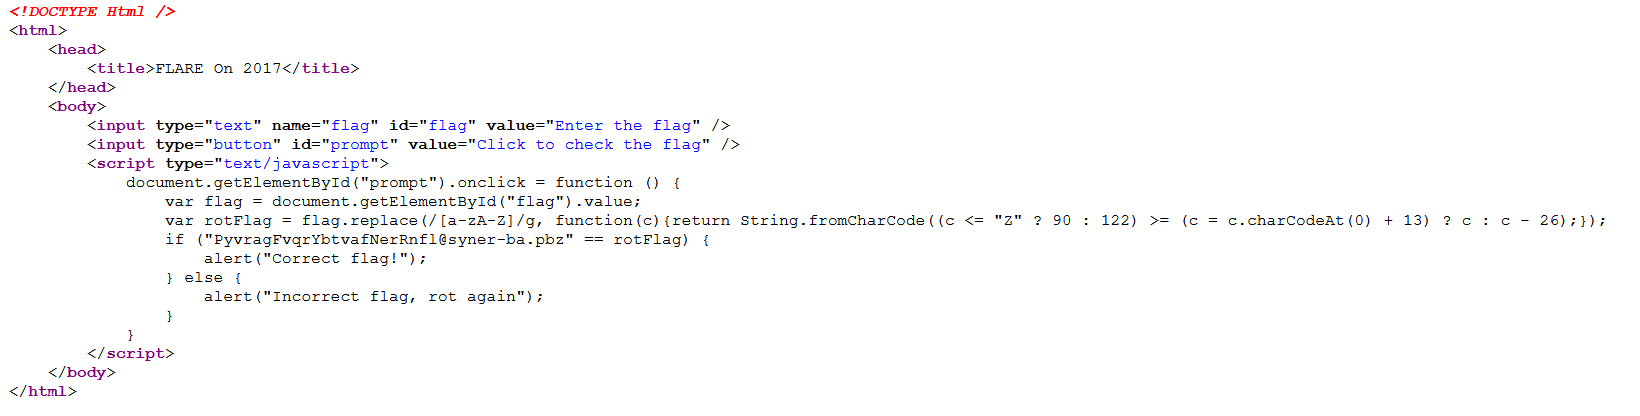 <!DOCTYPE Html />
<html>
    <head>
        <title>FLARE On 2017</title>
    </head>
    <body>
        <input type="text" name="flag" id="flag" value="Enter the flag" />
        <input type="button" id="prompt" value="Click to check the flag" />
        <script type="text/javascript">
            document.getElementById("prompt").onclick = function () {
                var flag = document.getElementById("flag").value;
                var rotFlag = flag.replace(/[a-zA-Z]/g, function(c){return String.fromCharCode((c <= "Z" ? 90 : 122) >= (c = c.charCodeAt(0) + 13) ? c : c - 26);});
                if ("PyvragFvqrYbtvafNerRnfl@syner-ba.pbz" == rotFlag) {
                    alert("Correct flag!");
                } else {
                    alert("Incorrect flag, rot again");
                }
            }
        </script>
    </body>
</html>